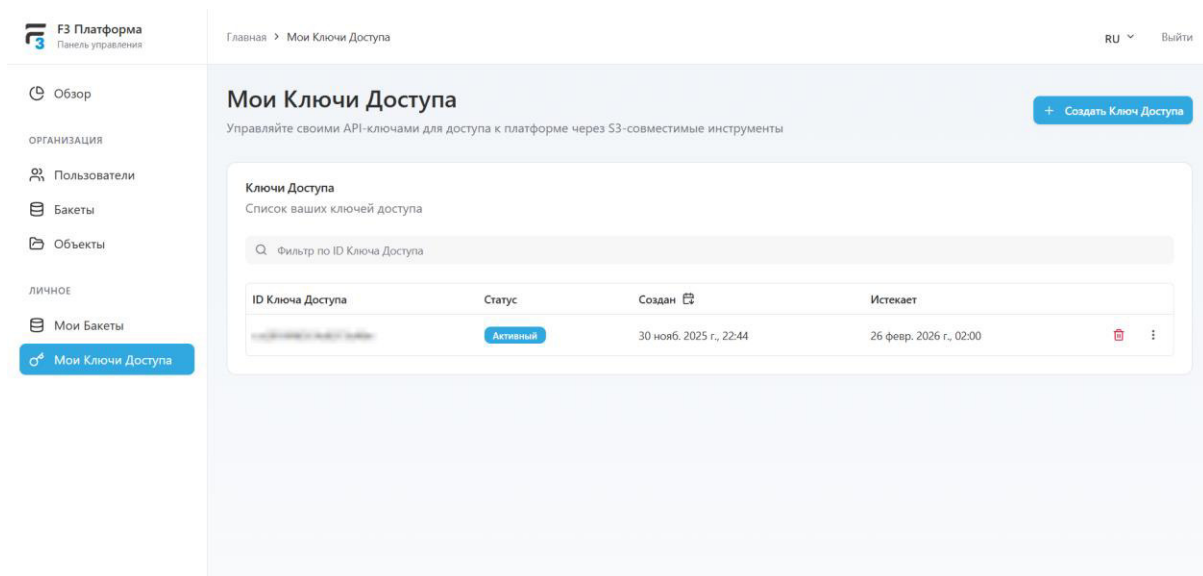 F3 Платформа
Панель управления
Главная > Мои Ключи Доступа
RU
Выйти
Обзор
ОРГАНИЗАЦИЯ
Пользователи
Бакеты
Объекты
ЛИЧНОЕ
Мои Бакеты
Мои Ключи Доступа
Мои Ключи Доступа
Управляйте своими API-ключами для доступа к платформе через S3-совместимые инструменты
+ Создать Ключ Доступа
Ключи Доступа
Список ваших ключей доступа
Фильтр по ID Ключа Доступа
ID Ключа Доступа Статус Создан Истекает
Активный 30 нояб. 2025 г., 22:44 26 февр. 2026 г., 02:00